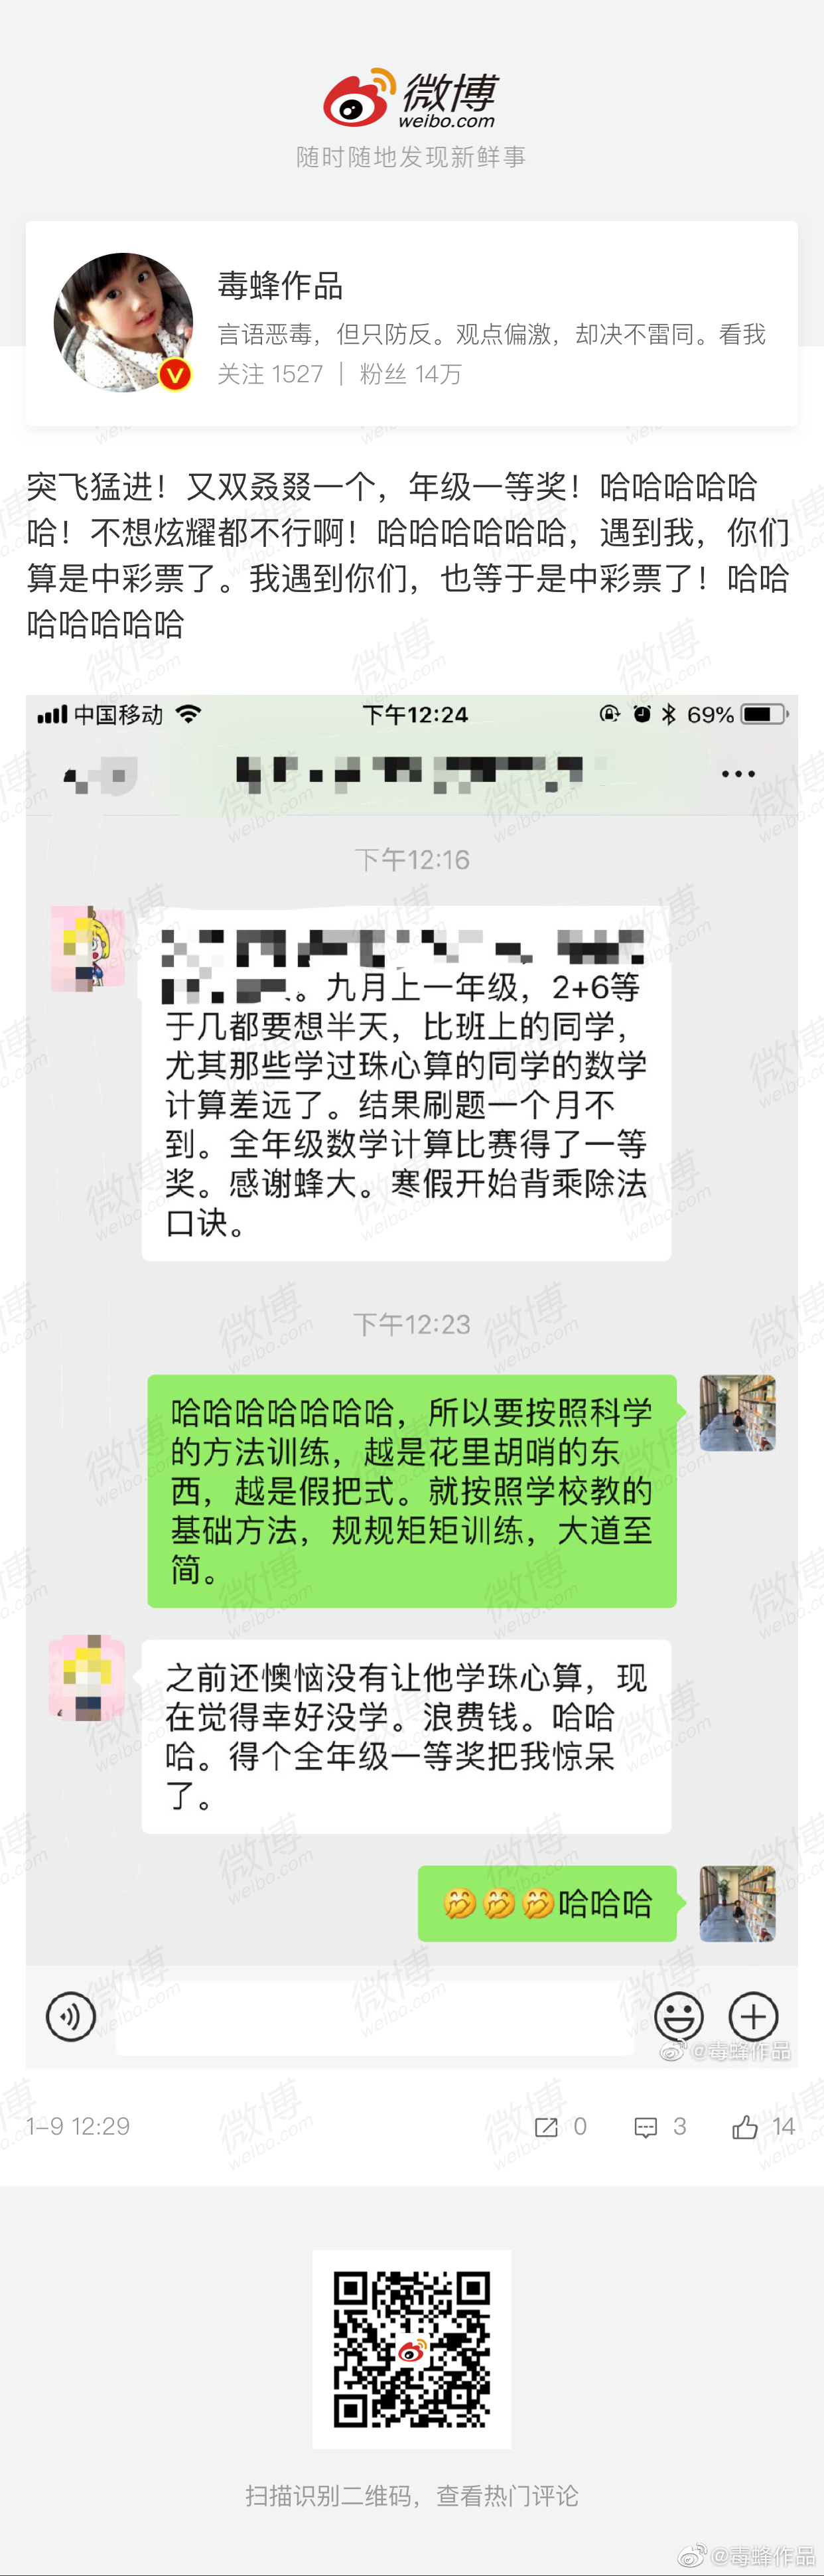 微博
weibo.com
随时随地发现新鲜事
毒蜂作品
言语恶毒，但只防反。观点偏激，却决不雷同。看我
关注 1527 | 粉丝 14万
突飞猛进！又双叒叕一个，年级一等奖！哈哈哈哈哈
哈！不想炫耀都不行啊！哈哈哈哈哈哈，遇到我，你们
算是中彩票了。我遇到你们，也等于是中彩票了！哈哈
哈哈哈哈哈
中国移动 下午12:24 69%
下午12:16
。九月上一年级，2+6等
于几都要想半天，比班上的同学，
尤其那些学过珠心算的同学的数学
计算差远了。结果刷题一个月不
到。全年级数学计算比赛得了一等
奖。感谢蜂大。寒假开始背乘除法
口诀。
下午12:23
哈哈哈哈哈哈哈，所以要按照科学
的方法训练，越是花里胡哨的东
西，越是假把式。就按照学校教的
基础方法，规规矩矩训练，大道至
简。
之前还懊恼没有让他学珠心算，现
在觉得幸好没学。浪费钱。哈哈
哈。得个全年级一等奖把我惊呆
了。
🤭🤭🤭哈哈哈
@毒蜂作品
1-9 12:29 0 3 14
扫描识别二维码，查看热门评论
@毒蜂作品